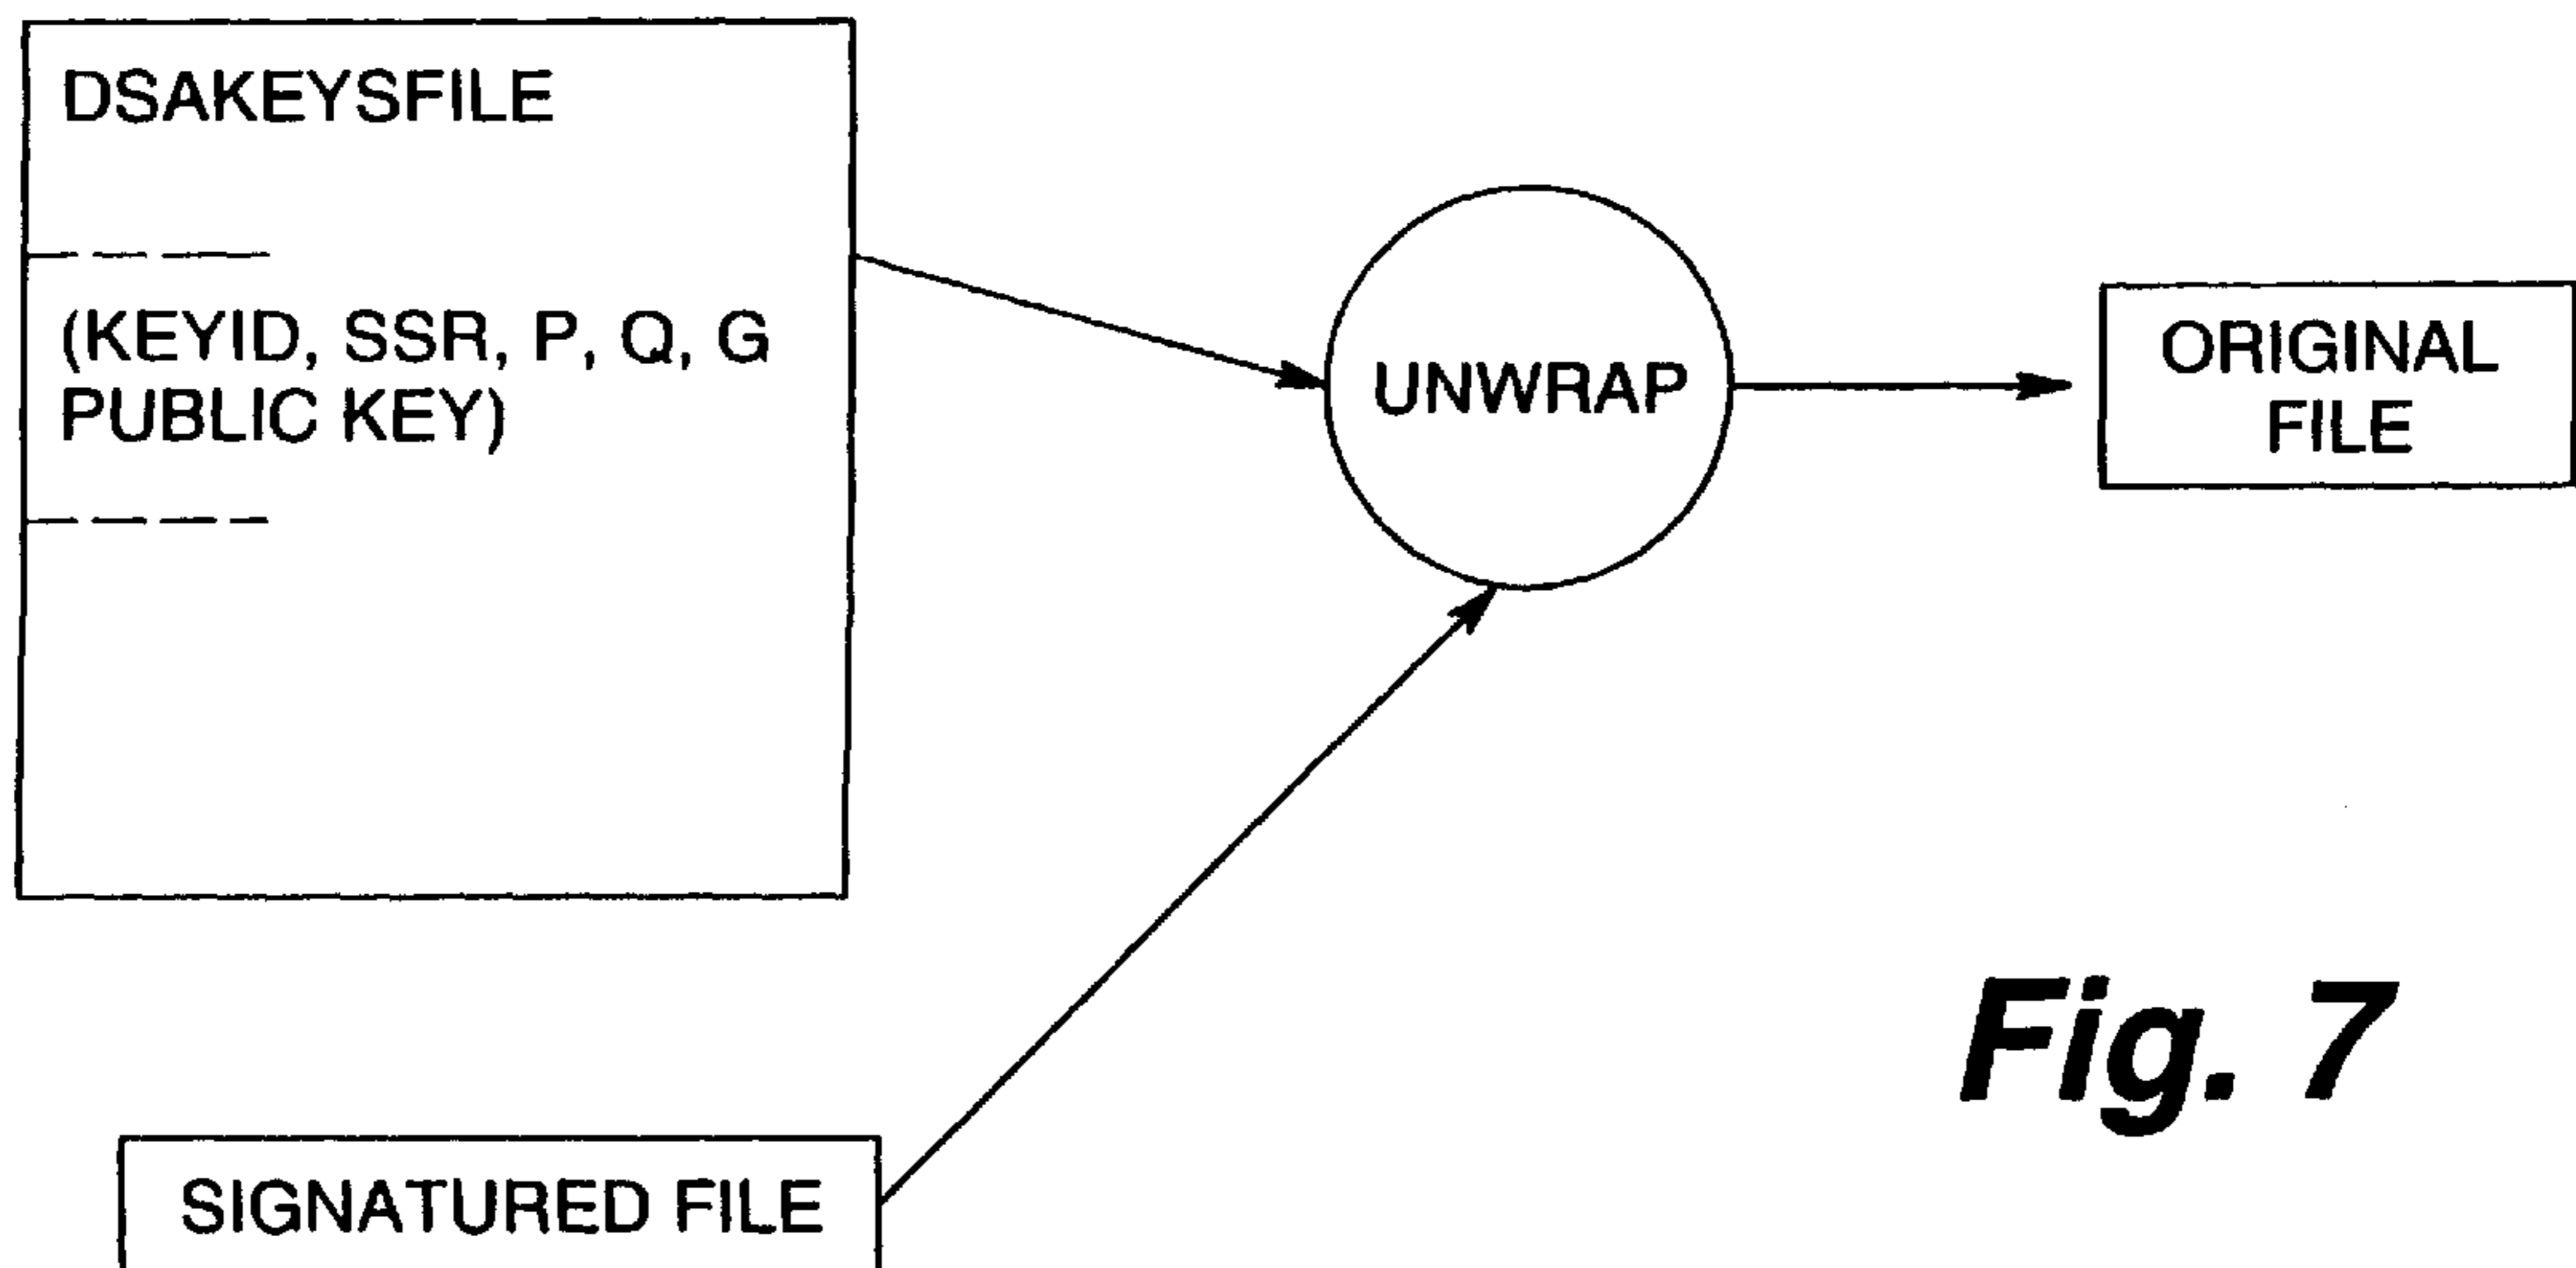 DSAKEYSFILE
(KEYID, SSR, P, Q, G
PUBLIC KEY)
UNWRAP
ORIGINAL
FILE
SIGNATURED FILE
Fig. 7